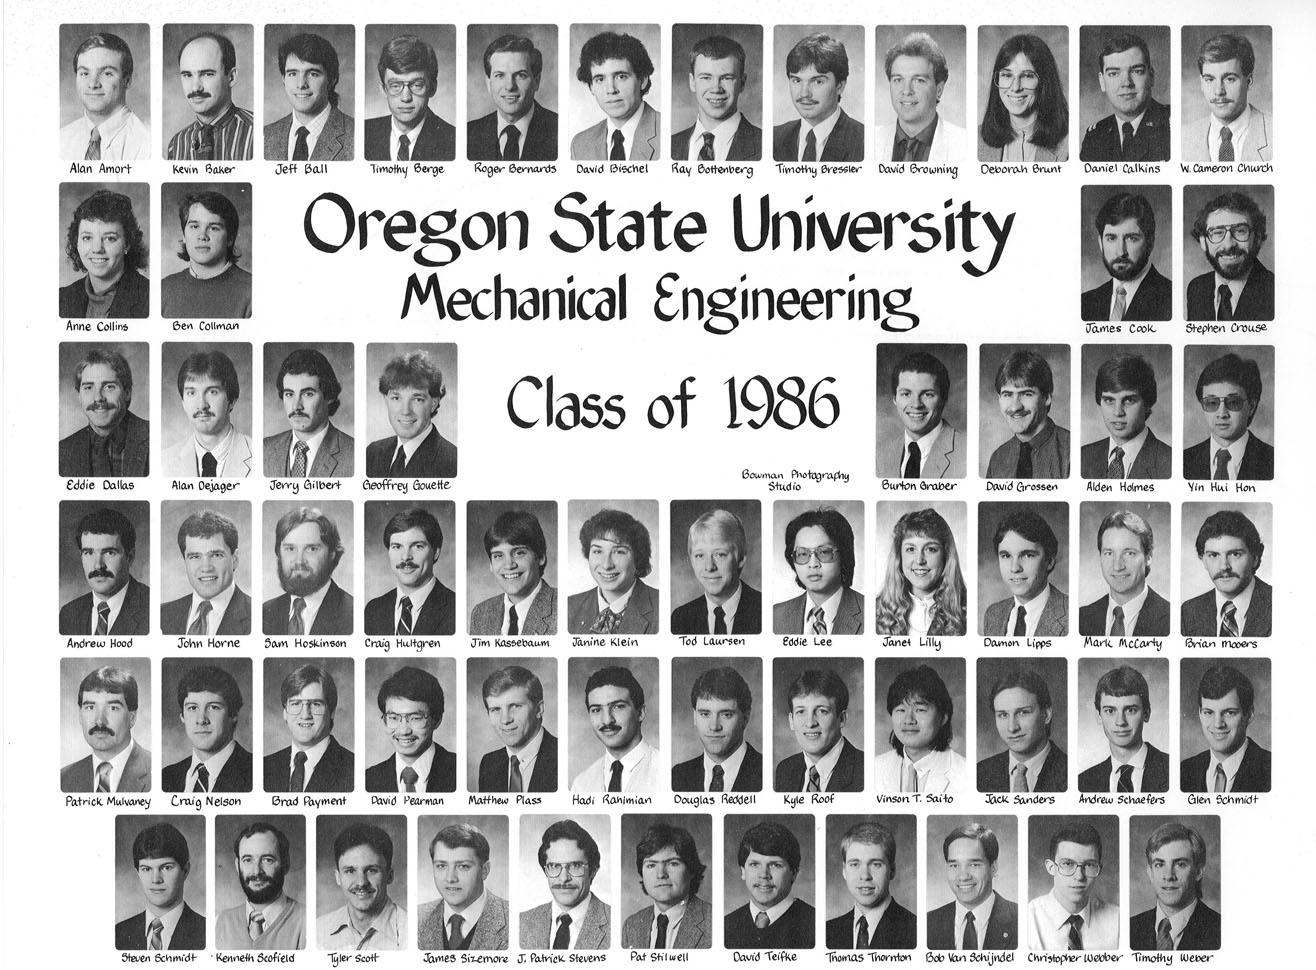 Alan Amort Kevin Baker Jeff Ball Timothy Berge Roger Bernards David Bischel Ray Bottenberg Timothy Bressler David Browning Deborah Brunt Daniel Calkins W. Cameron Church
Oregon State University
Mechanical Engineering
Anne Collins Ben Collman James Cook Stephen Crouse
Class of 1986
Bowman Photography
Studio
Eddie Dallas Alan Dejager Jerry Gilbert Geoffrey Gouette Burton Graber David Grossen Alden Holmes Yin Hui Hon
Andrew Hood John Horne Sam Hoskinson Craig Hultgren Jim Kassebaum Janine Klein Tod Laursen Eddie Lee Janet Lilly Damon Lipps Mark McCarty Brian Mooers
Patrick Mulvaney Craig Nelson Brad Payment David Pearman Matthew Plass Hadi Rahimian Douglas Reddell Kyle Roof Vinson T. Saito Jack Sanders Andrew Schaefers Glen Schmidt
Steven Schmidt Kenneth Scofield Tyler Scott James Sizemore J. Patrick Stevens Pat Stilwell David Teifke Thomas Thornton Bob Van Schijndel Christopher Webber Timothy Weber